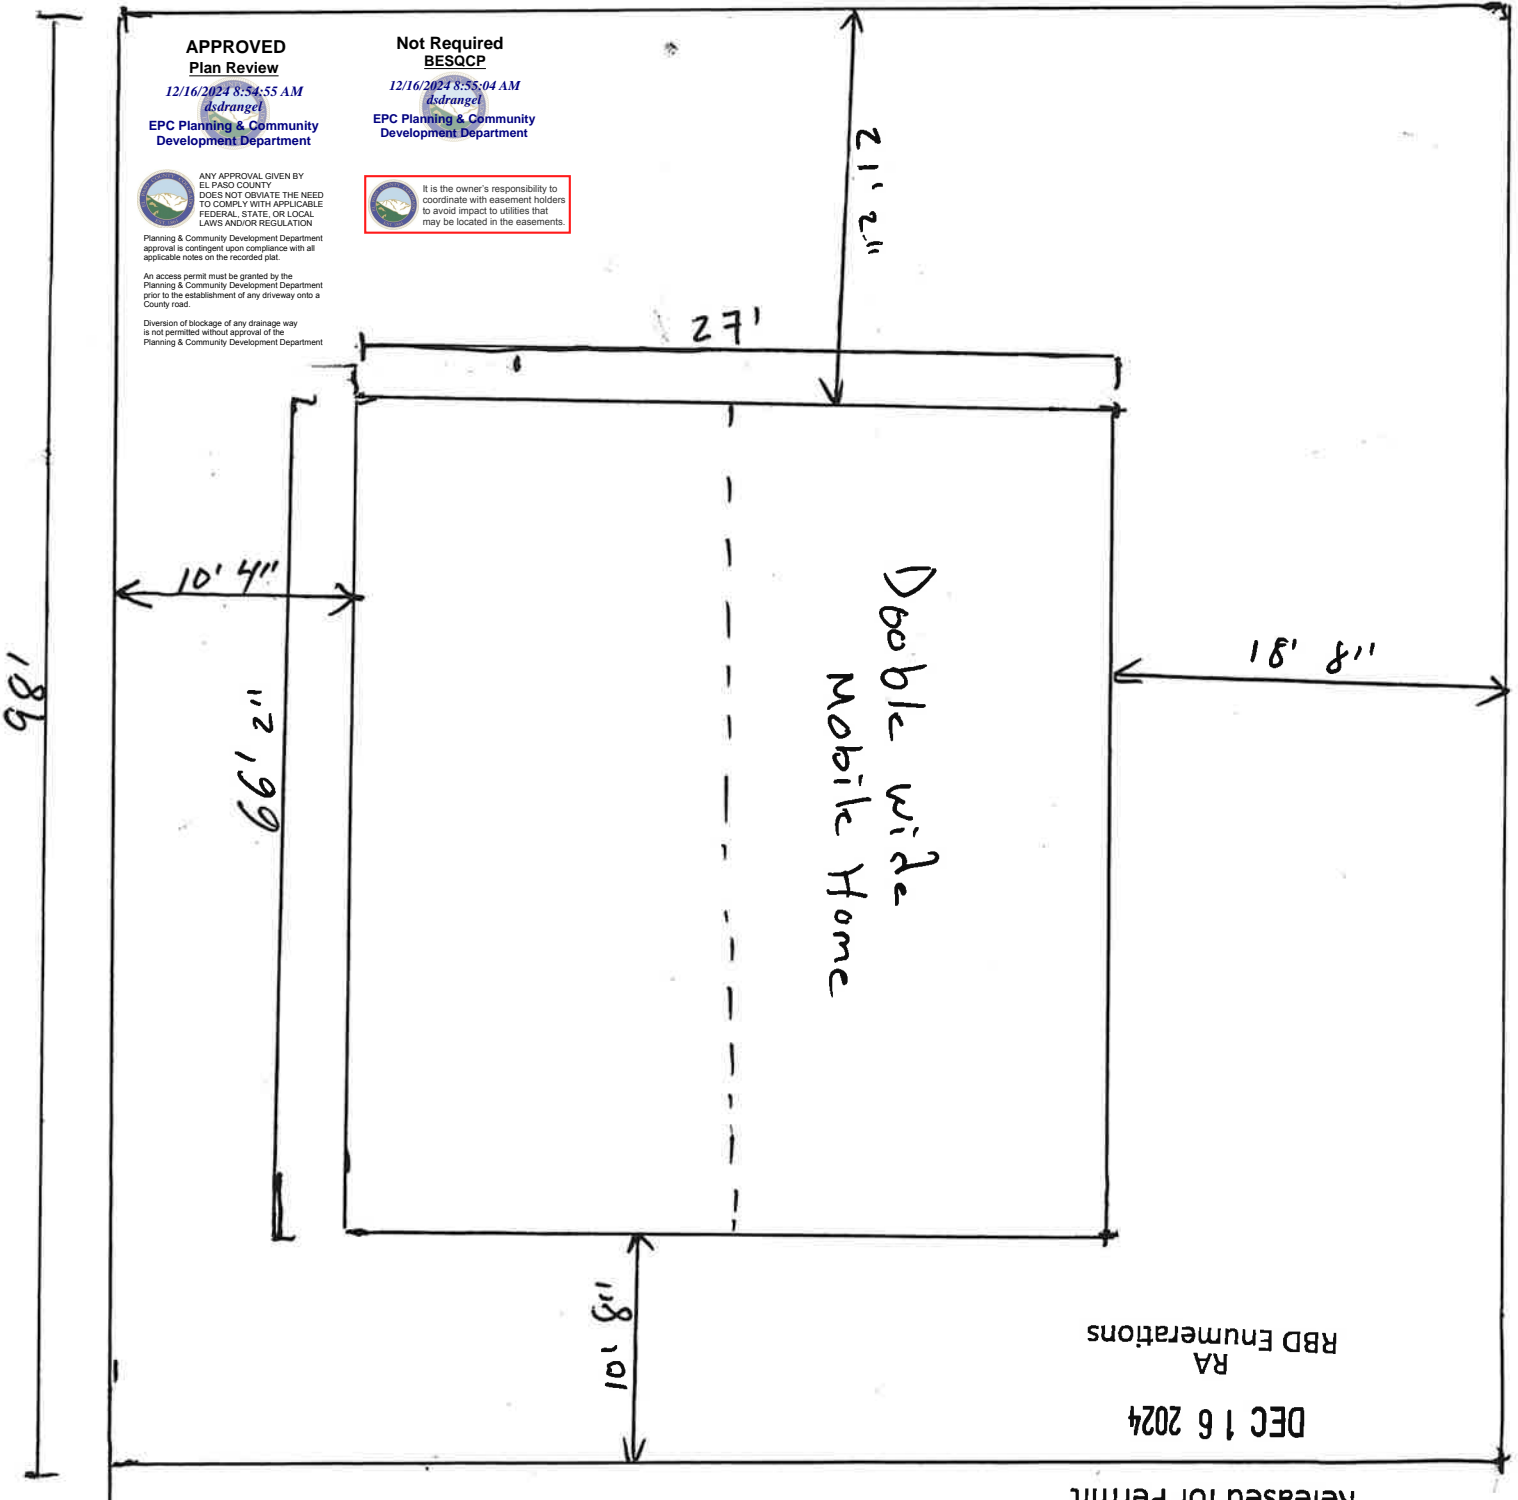 APPROVED
Plan Review
12/16/2024 8:54:55 AM
dsdrangel
EPC Planning & Community
Development Department
Not Required
BESQCP
12/16/2024 8:55:04 AM
dsdrangel
EPC Planning & Community
Development Department
ANY APPROVAL GIVEN BY
EL PASO COUNTY
DOES NOT OBVIATE THE NEED
TO COMPLY WITH APPLICABLE
FEDERAL, STATE, OR LOCAL
LAWS AND/OR REGULATION
Planning & Community Development Department
approval is contingent upon compliance with all
applicable notes on the recorded plat.
An access permit must be granted by the
Planning & Community Development Department
prior to the establishment of any driveway onto a
County road.
Diversion of blockage of any drainage way
is not permitted without approval of the
Planning & Community Development Department
It is the owner's responsibility to
coordinate with easement holders
to avoid impact to utilities that
may be located in the easements.
21' 2"
27'
10' 4"
98'
66' 2"
Dooble wide
Mobile Home
18' 8"
10' 8"
Released for Permit
DEC 16 2024
RA
RBD Enumerations